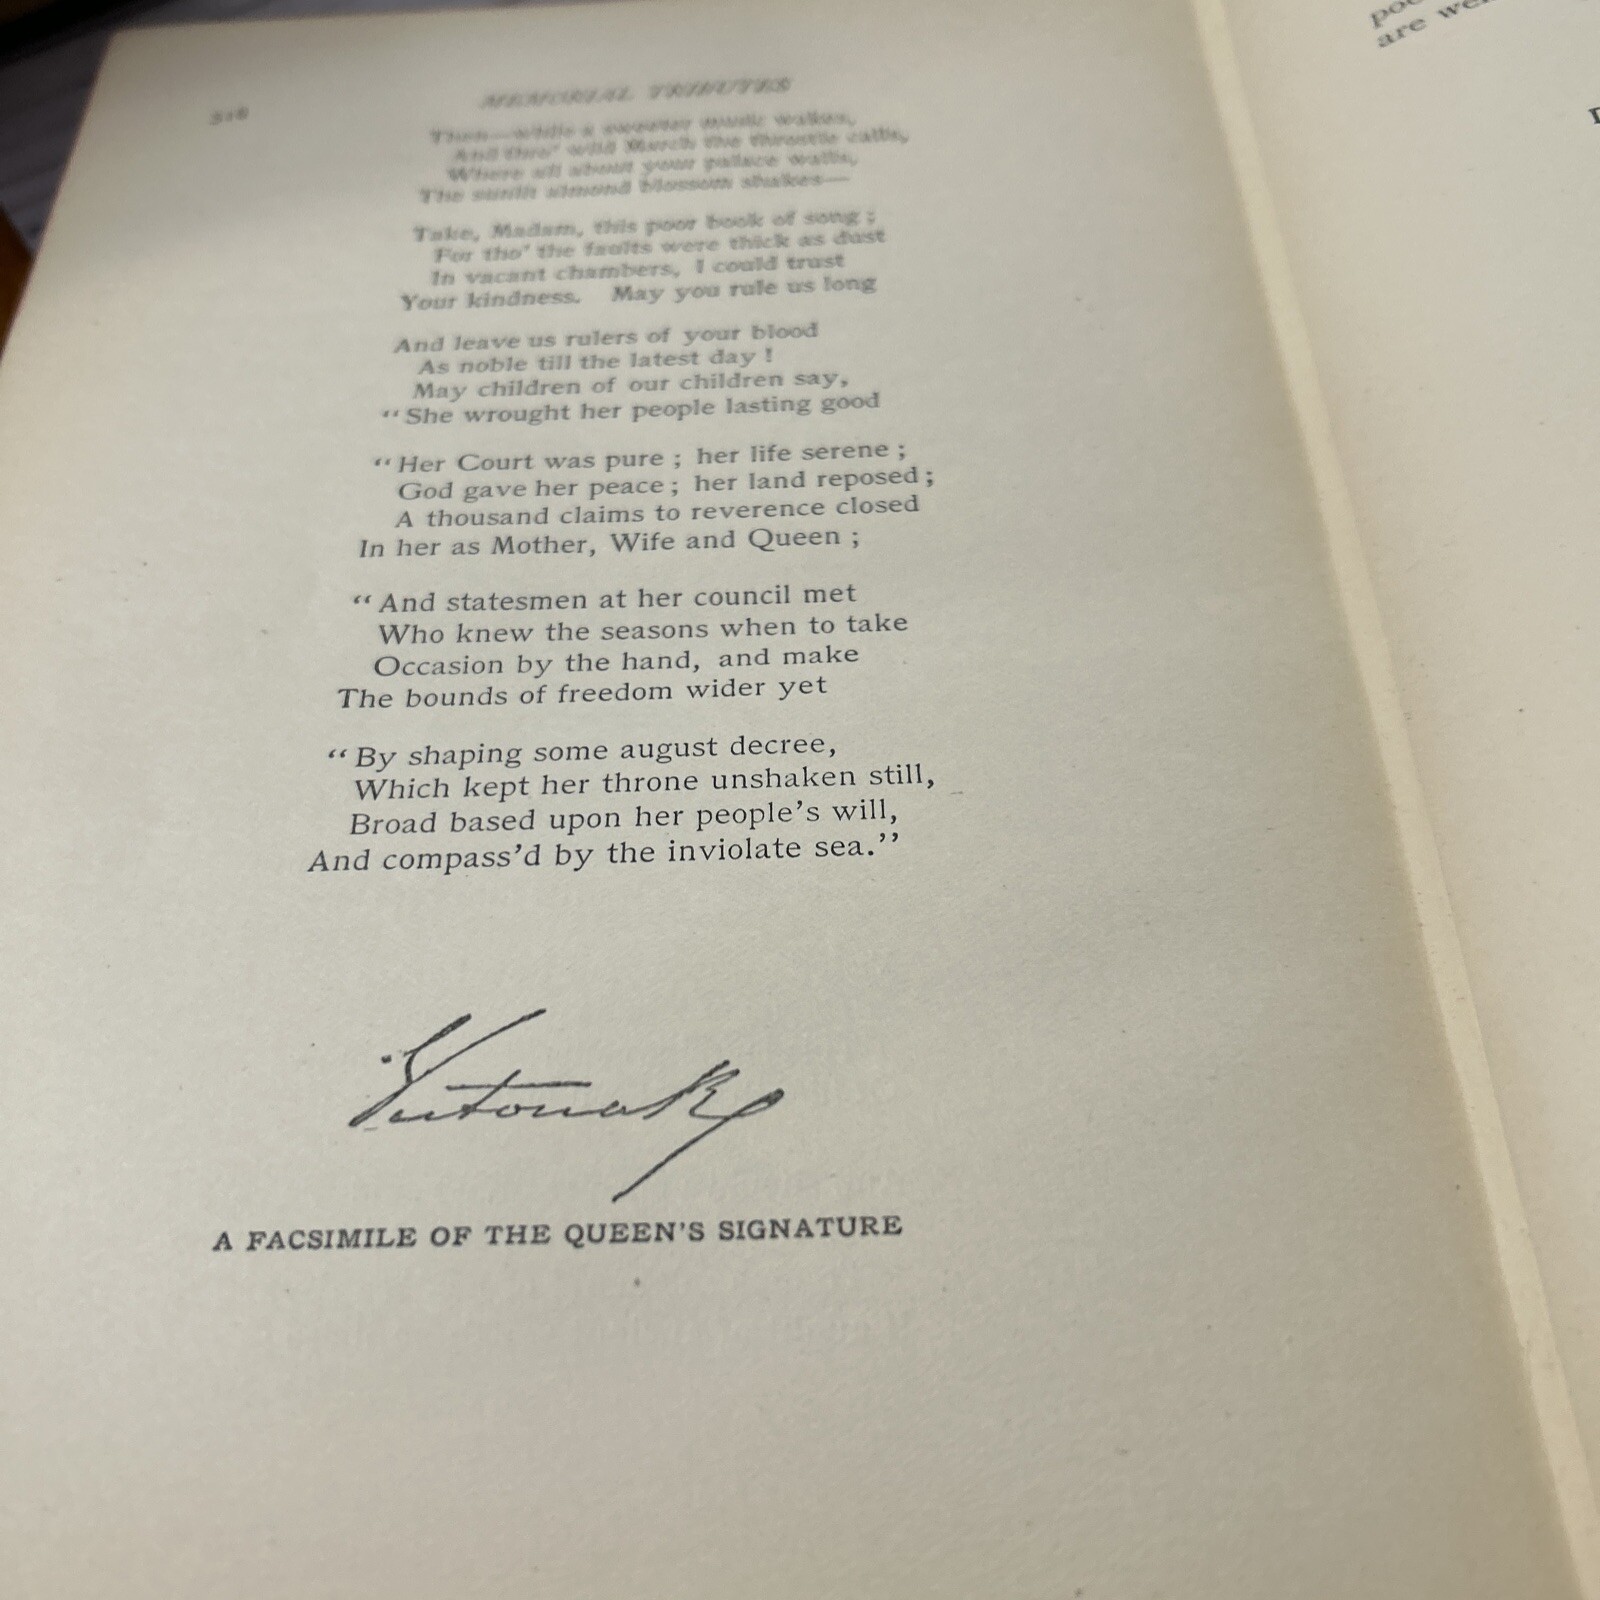 MEMORIAL TRIBUTES
Then—while a sweeter music wakes,
And thro' wild March the throstle calls,
Where all about your palace walls,
The sunlit almond blossom shakes—
Take, Madam, this poor book of song;
For tho' the faults were thick as dust
In vacant chambers, I could trust
Your kindness. May you rule us long
And leave us rulers of your blood
As noble till the latest day!
May children of our children say,
“She wrought her people lasting good
“Her Court was pure; her life serene;
God gave her peace; her land reposed;
A thousand claims to reverence closed
In her as Mother, Wife and Queen;
“And statesmen at her council met
Who knew the seasons when to take
Occasion by the hand, and make
The bounds of freedom wider yet
“By shaping some august decree,
Which kept her throne unshaken still,
Broad based upon her people's will,
And compass'd by the inviolate sea.”
Victoria R
A FACSIMILE OF THE QUEEN'S SIGNATURE
are